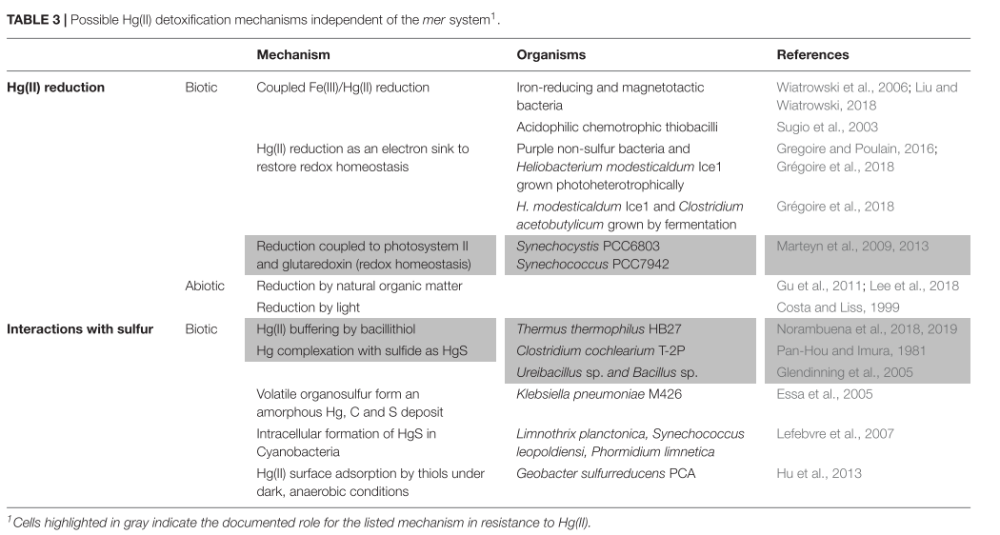 TABLE 3 | Possible Hg(II) detoxification mechanisms independent of the mer system1.
Mechanism Organisms References
Hg(II) reduction Biotic Coupled Fe(III)/Hg(II) reduction Iron-reducing and magnetotactic Wiatrowski et al., 2006; Liu and
bacteria Wiatrowski, 2018
Acidophilic chemotrophic thiobacilli Sugio et al., 2003
Hg(II) reduction as an electron sink to Purple non-sulfur bacteria and Gregoire and Poulain, 2016;
restore redox homeostasis Heliobacterium modesticaldum Ice1 Grégoire et al., 2018
grown photoheterotrophically
H. modesticaldum Ice1 and Clostridium Grégoire et al., 2018
acetobutylicum grown by fermentation
Reduction coupled to photosystem II Synechystis PCC6803 Marteyn et al., 2009, 2013
and glutaredoxin (redox homeostasis) Synechococcus PCC7942
Abiotic Reduction by natural organic matter Gu et al., 2011; Lee et al., 2018
Reduction by light Costa and Liss, 1999
Interactions with sulfur Biotic Hg(II) buffering by bacillithiol Thermus thermophilus HB27 Norambuena et al., 2018, 2019
Hg complexation with sulfide as HgS Clostridium cochlearium T-2P Pan-Hou and Imura, 1981
Ureibacillus sp. and Bacillus sp. Glendinning et al., 2005
Volatile organosulfur form an Klebsiella pneumoniae M426 Essa et al., 2005
amorphous Hg, C and S deposit
Intracellular formation of HgS in Limnothrix planctonica, Synechococcus Lefebvre et al., 2007
Cyanobacteria leopoldiensi, Phormidium limnetica
Hg(II) surface adsorption by thiols under Geobacter sulfurreducens PCA Hu et al., 2013
dark, anaerobic conditions
1Cells highlighted in gray indicate the documented role for the listed mechanism in resistance to Hg(II).